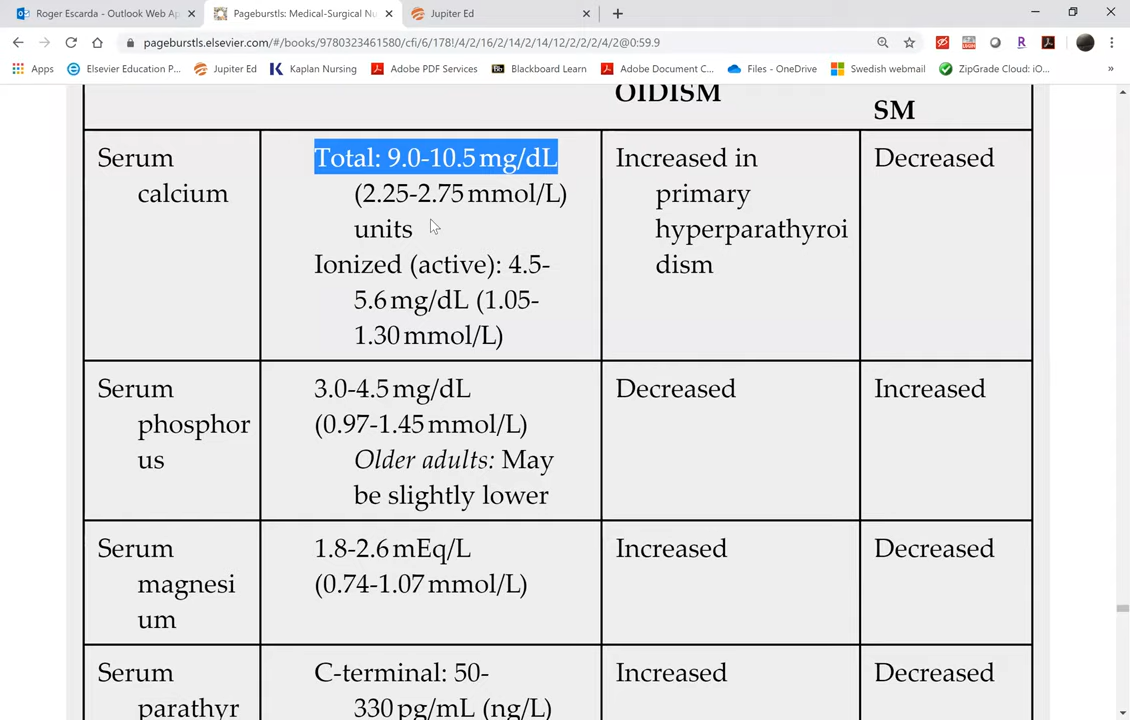 Roger Escarda - Outlook Web Ap
Pageburstls: Medical-Surgical Nu
Jupiter Ed
pageburstls.elsevier.com/#/books/9780323461580/cfi/6/178!/4/2/16/2/14/2/14/12/2/2/2/4/2@0:59.9
Apps
Elsevier Education P...
Jupiter Ed
Kaplan Nursing
Adobe PDF Services
Blackboard Learn
Adobe Document C...
Files - OneDrive
Swedish webmail
ZipGrade Cloud: iO...
»
OIDISM
SM
Serum
calcium
Total: 9.0-10.5 mg/dL
(2.25-2.75 mmol/L)
units
Ionized (active): 4.5-
5.6 mg/dL (1.05-
1.30 mmol/L)
Increased in
primary
hyperparathyroi
dism
Decreased
Serum
phosphor
us
3.0-4.5 mg/dL
(0.97-1.45 mmol/L)
Older adults: May
be slightly lower
Decreased
Increased
Serum
magnesi
um
1.8-2.6 mEq/L
(0.74-1.07 mmol/L)
Increased
Decreased
Serum
parathyr
C-terminal: 50-
330 pg/mL (ng/L)
Increased
Decreased